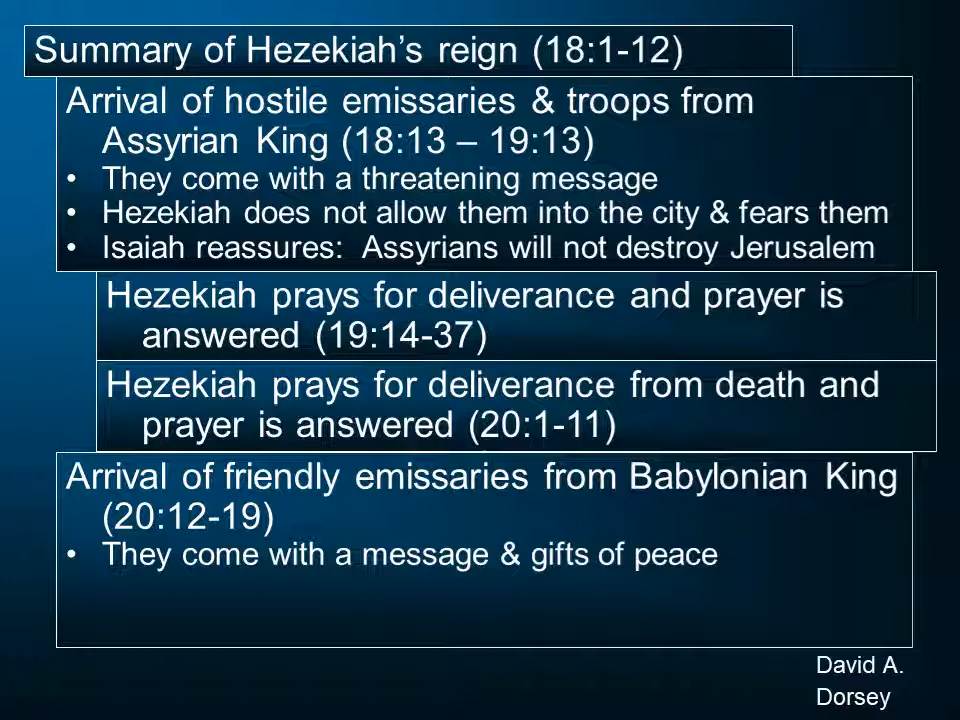 Summary of Hezekiah’s reign (18:1-12)
Arrival of hostile emissaries & troops from
Assyrian King (18:13 – 19:13)
• They come with a threatening message
• Hezekiah does not allow them into the city & fears them
• Isaiah reassures:  Assyrians will not destroy Jerusalem
Hezekiah prays for deliverance and prayer is
answered (19:14-37)
Hezekiah prays for deliverance from death and
prayer is answered (20:1-11)
Arrival of friendly emissaries from Babylonian King
(20:12-19)
• They come with a message & gifts of peace
David A.
Dorsey